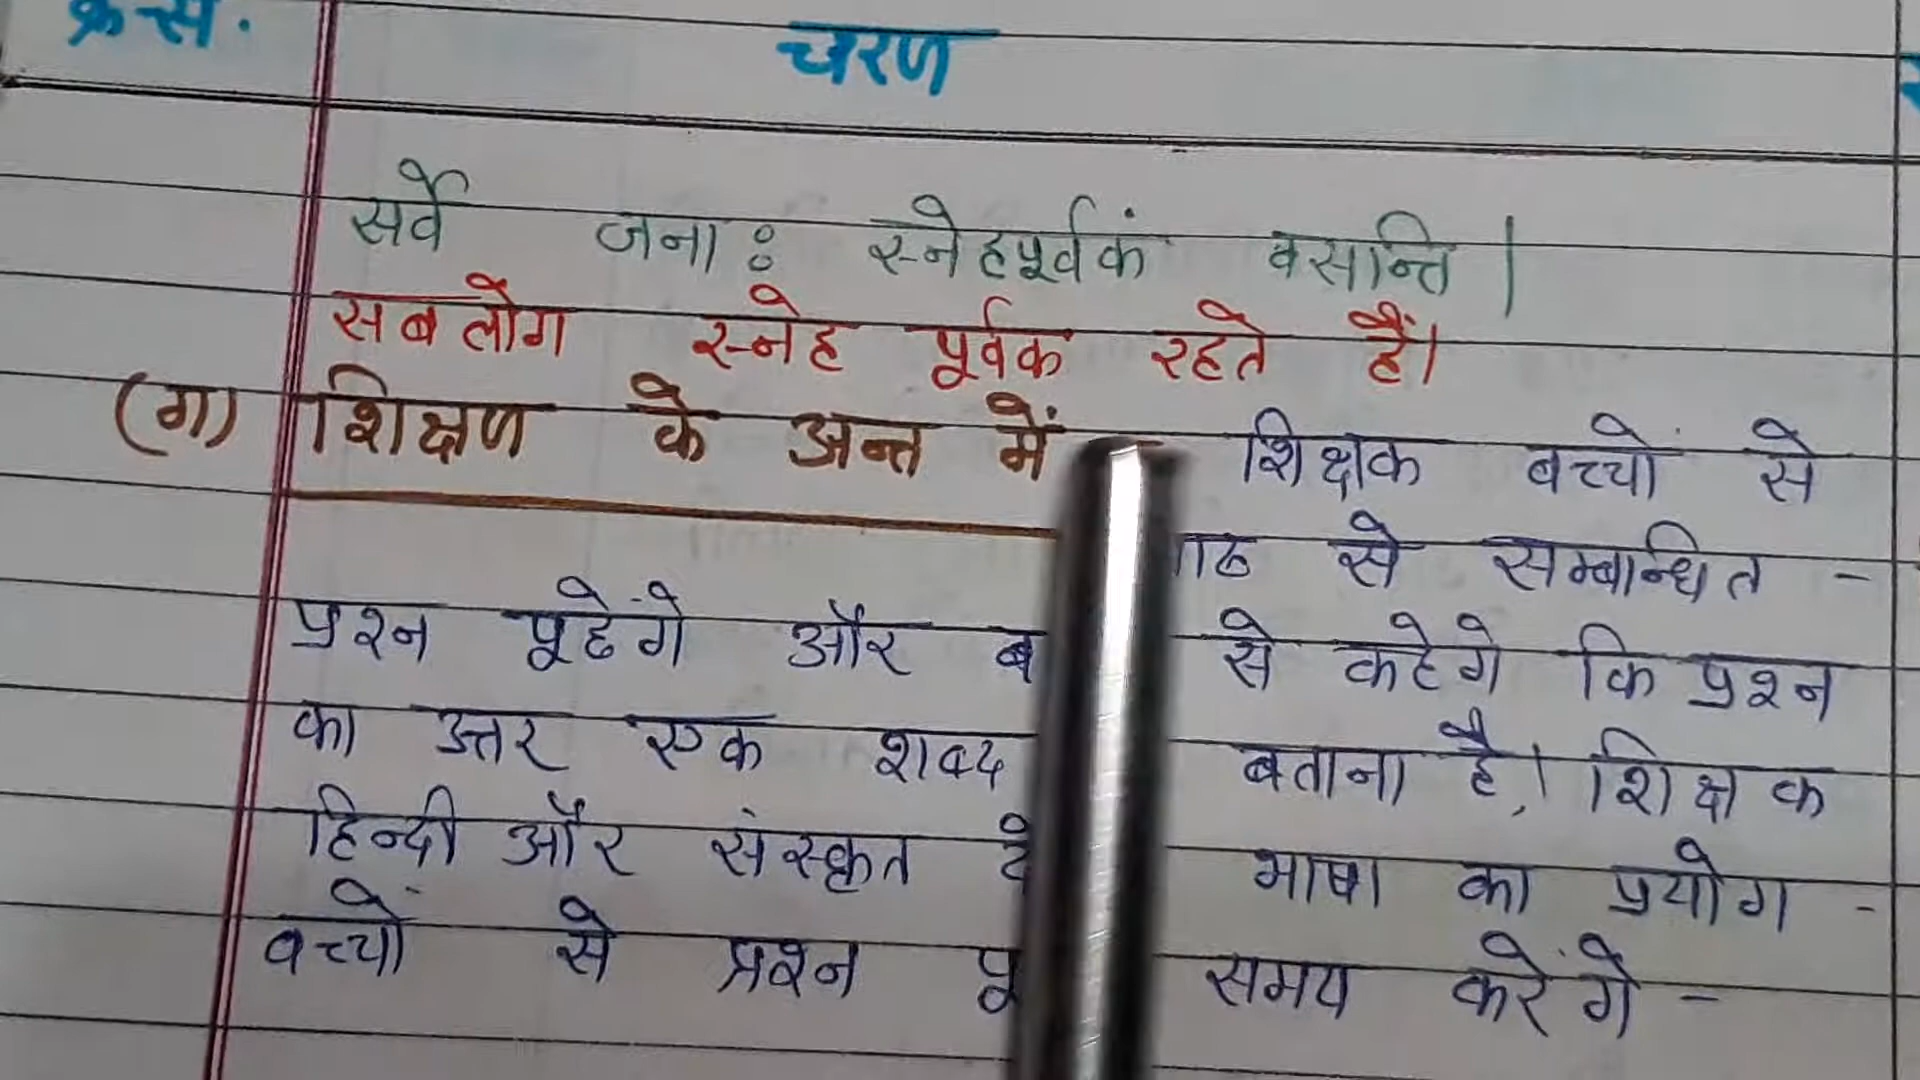 क्र सं. चरण
सर्वे जनाः स्नेहपूर्वकं वसन्ति।
सब लोग स्नेह पूर्वक रहते हैं।
(ग) शिक्षण के अन्त में शिक्षक बच्चों से
से सम्बन्धित -
प्रश्न पूछेंगे और से कहेगे कि प्रश्न
का उत्तर एक शब्द बताना है। शिक्षक
हिन्दी और संस्कृत भाषा का प्रयोग -
बच्चों से प्रश्न समय करेंगे -